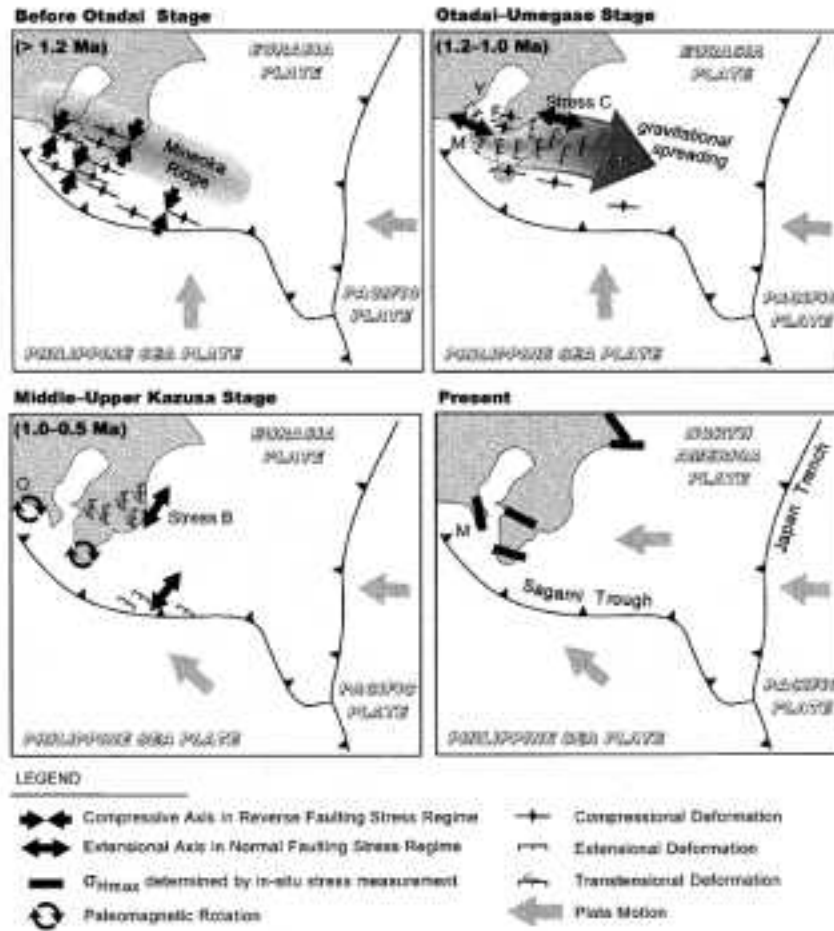 Before Otadai Stage
(> 1.2 Ma)
EURASIA
PLATE
Mineoka
Ridge
PACIFIC
PLATE
PHILIPPINE SEA PLATE
Otadai–Umegase Stage
(1.2–1.0 Ma)
EURASIA
PLATE
Y
Stress C
M
gravitational
spreading
PACIFIC
PLATE
PHILIPPINE SEA PLATE
Middle–Upper Kazusa Stage
(1.0–0.5 Ma)
EURASIA
PLATE
O
Stress B
PACIFIC
PLATE
PHILIPPINE SEA PLATE
Present
NORTH
AMERICA
PLATE
Japan Trench
M
Sagami Trough
PACIFIC
PLATE
PHILIPPINE SEA PLATE
LEGEND
Compressive Axis in Reverse Faulting Stress Regime
Extensional Axis in Normal Faulting Stress Regime
σHmax determined by in-situ stress measurement
Paleomagnetic Rotation
Compressional Deformation
Extensional Deformation
Transtensional Deformation
Plate Motion